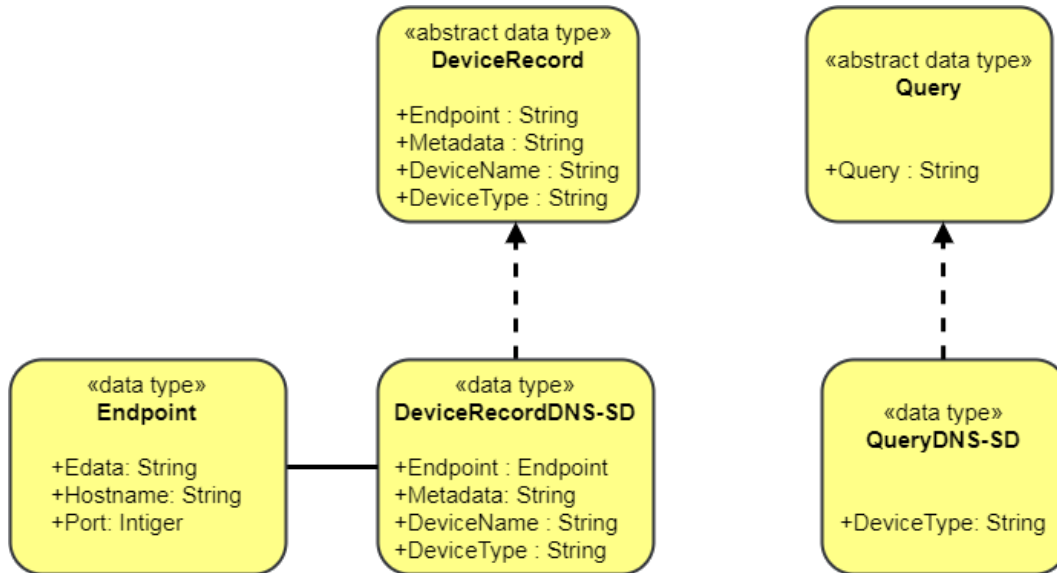 «abstract data type»
DeviceRecord
+Endpoint : String
+Metadata : String
+DeviceName : String
+DeviceType : String
«abstract data type»
Query
+Query : String
«data type»
Endpoint
+Edata: String
+Hostname: String
+Port: Intiger
«data type»
DeviceRecordDNS-SD
+Endpoint : Endpoint
+Metadata: String
+DeviceName : String
+DeviceType : String
«data type»
QueryDNS-SD
+DeviceType: String